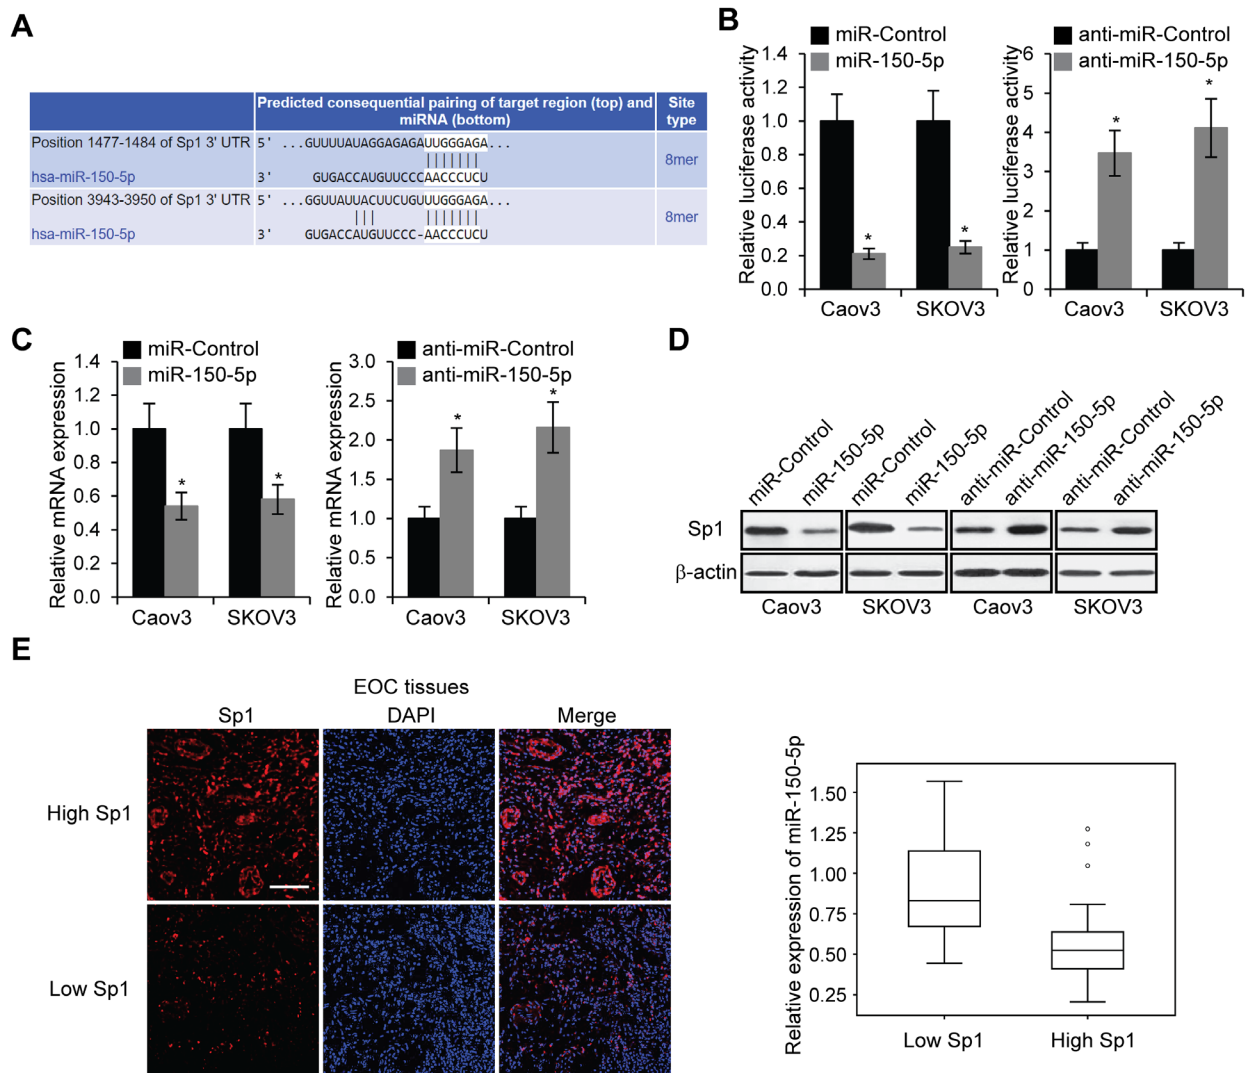 A
Predicted consequential pairing of target region (top) and miRNA (bottom)
Site type
Position 1477-1484 of Sp1 3' UTR 5' ...GUUUUAUAGGAGAGAUUGGGAGA...
8mer
hsa-miR-150-5p 3' GUGACCAUGUUCCCAACCCUCU
Position 3943-3950 of Sp1 3' UTR 5' ...GGUUAUUACUUCUGUUUGGGAGA...
8mer
hsa-miR-150-5p 3' GUGACCAUGUUCCC-AACCCUCU
B
miR-Control
miR-150-5p
Relative luciferase activity
1.4
1.2
1.0
0.8
0.6
0.4
0.2
0.0
*
*
Caov3 SKOV3
anti-miR-Control
anti-miR-150-5p
Relative luciferase activity
6
5
4
3
2
1
0
*
*
Caov3 SKOV3
C
miR-Control
miR-150-5p
Relative mRNA expression
1.4
1.2
1.0
0.8
0.6
0.4
0.2
0.0
*
*
Caov3 SKOV3
anti-miR-Control
anti-miR-150-5p
Relative mRNA expression
3.0
2.5
2.0
1.5
1.0
0.5
0.0
*
*
Caov3 SKOV3
D
miR-Control
miR-150-5p
miR-Control
miR-150-5p
anti-miR-Control
anti-miR-150-5p
anti-miR-Control
anti-miR-150-5p
Sp1
β-actin
Caov3 SKOV3 Caov3 SKOV3
E
EOC tissues
Sp1 DAPI Merge
High Sp1
Low Sp1
Relative expression of miR-150-5p
1.50
1.25
1.00
0.75
0.50
0.25
Low Sp1 High Sp1